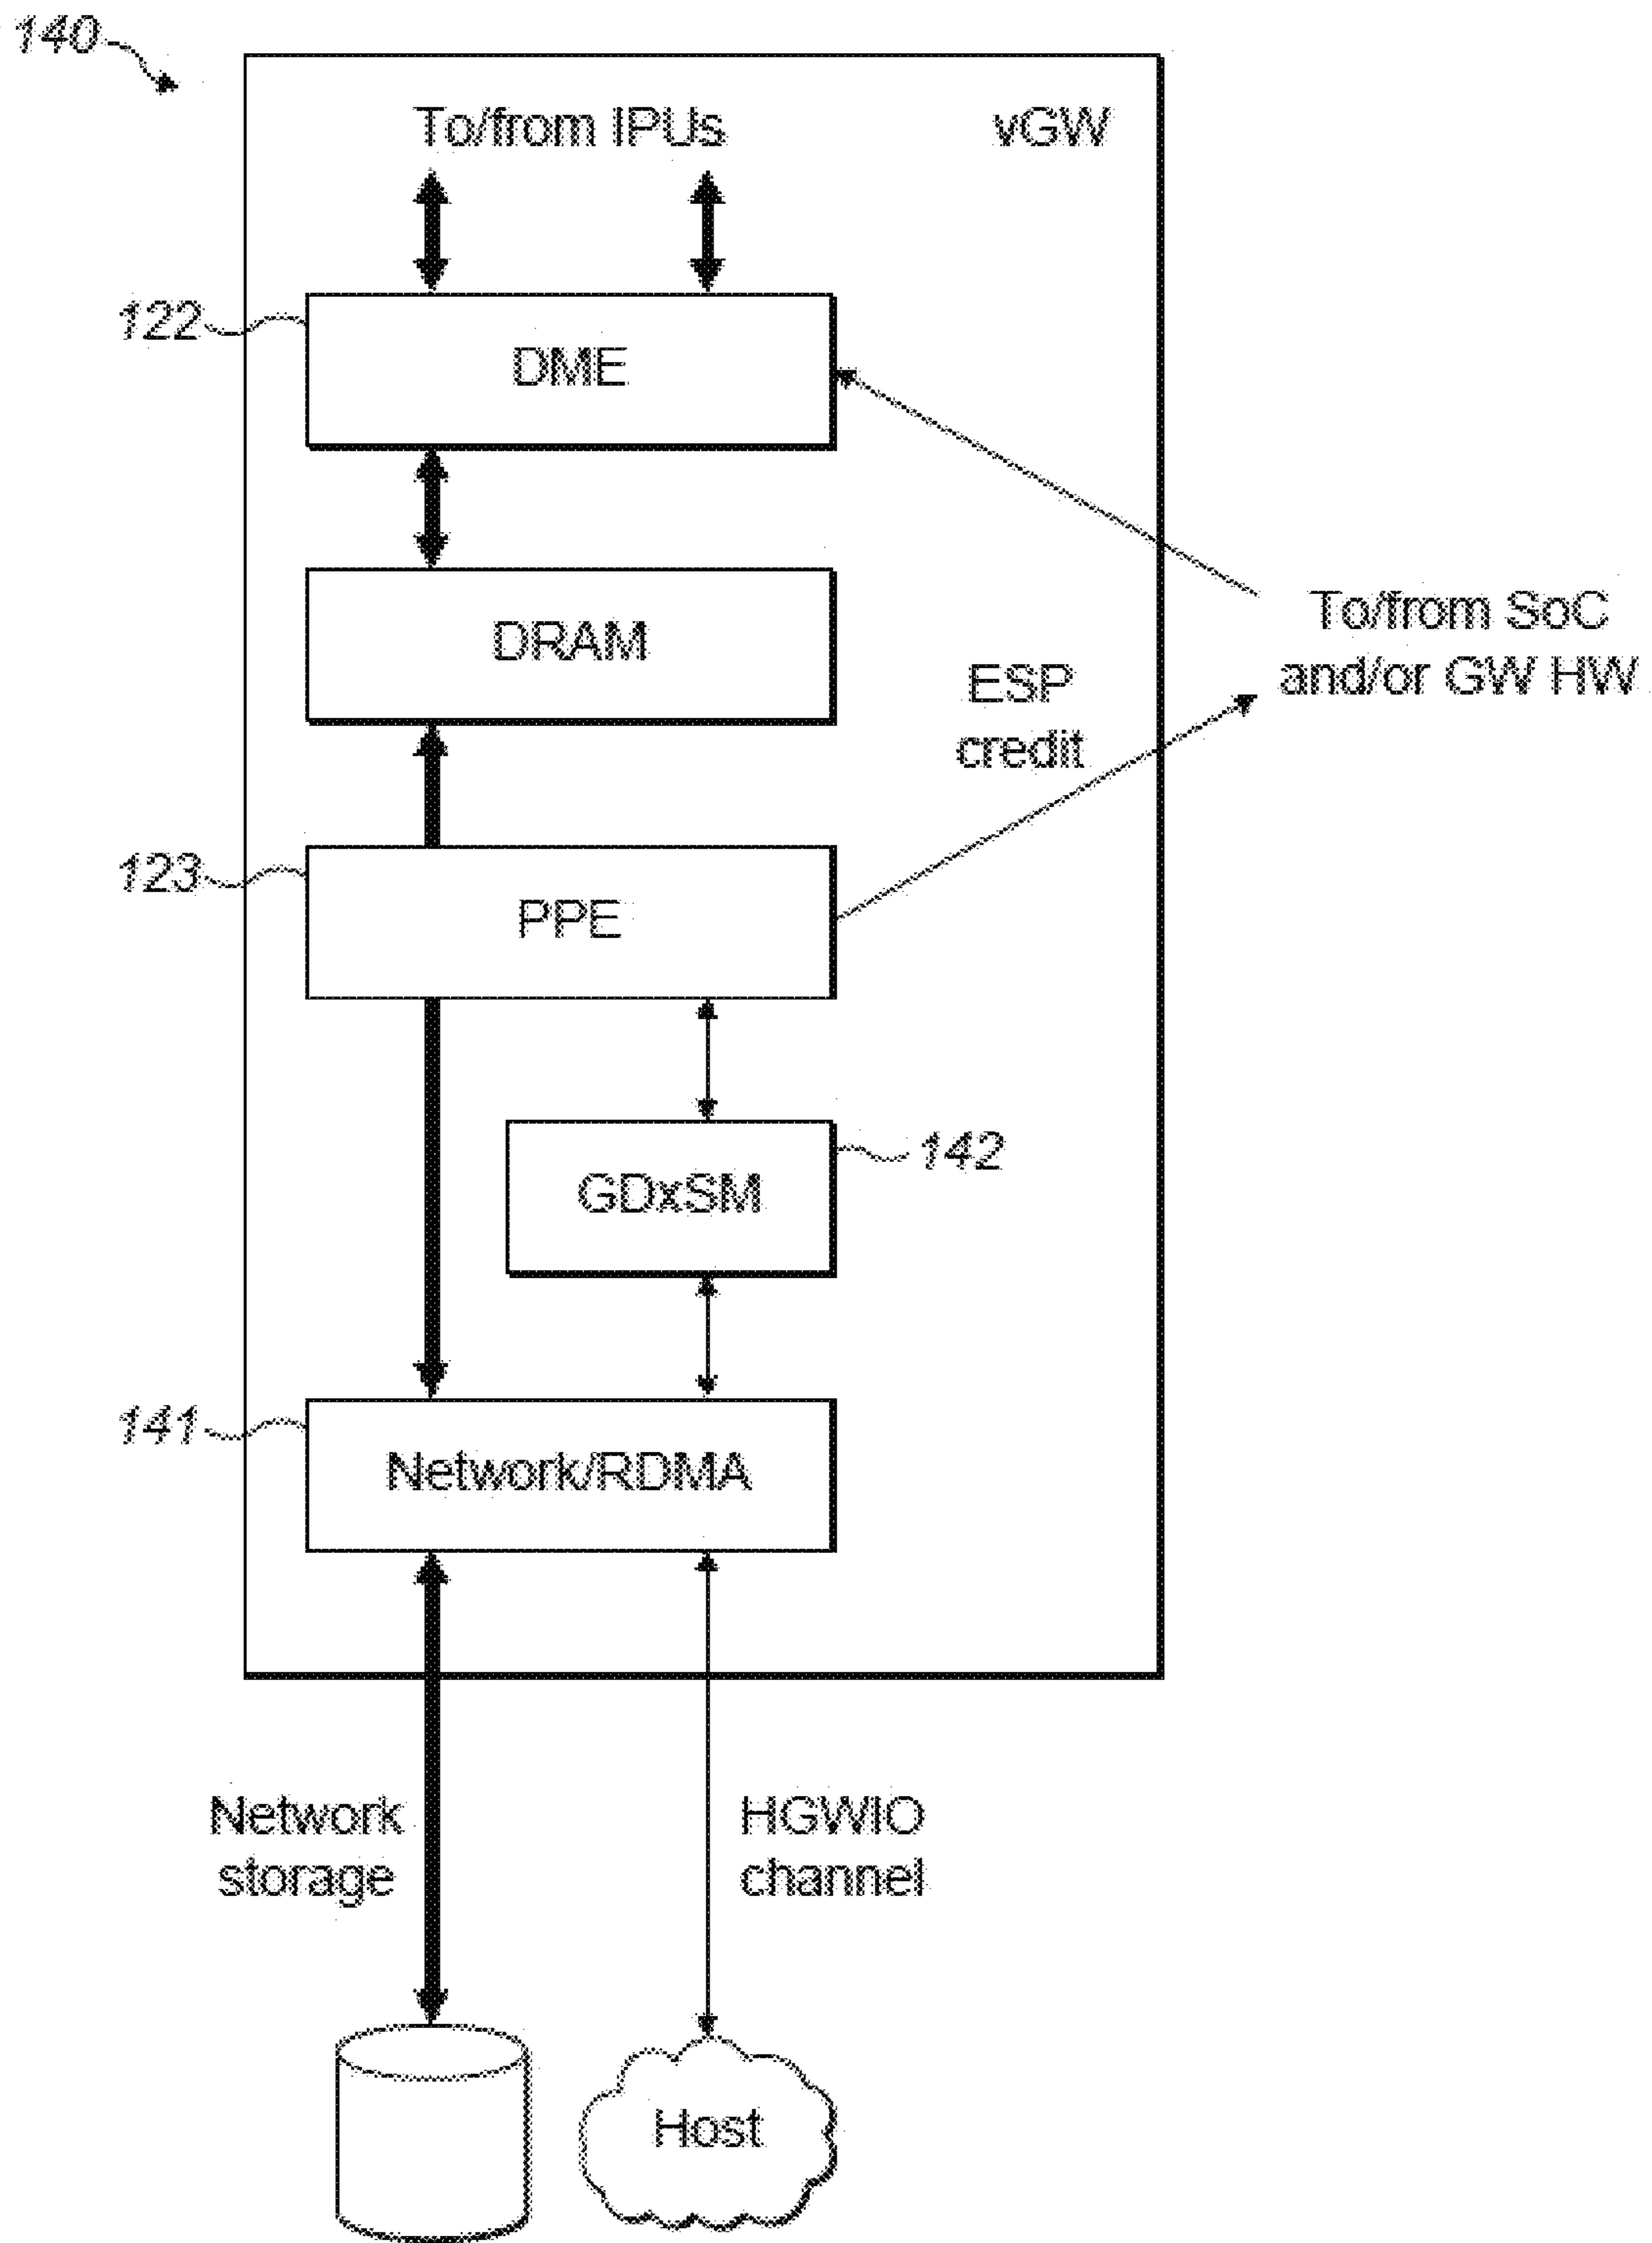 140
To/from IPUs
vGW
122
DME
DRAM
To/from SoC
and/or GW HW
ESP
credit
123
PPE
142
GDxSM
141
Network/RDMA
Network
storage
HGWIO
channel
Host